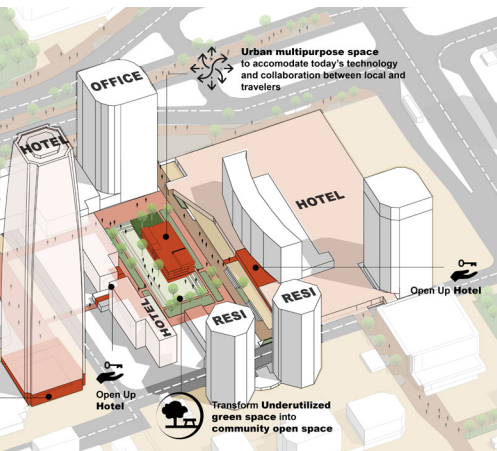 Urban multipurpose space
to accomodate today's technology
and collaboration between local and
travelers
OFFICE
HOTEL
HOTEL
HOTEL
RESI
RESI
Open Up Hotel
Open Up
Hotel
Transform Underutilized
green space into
community open space